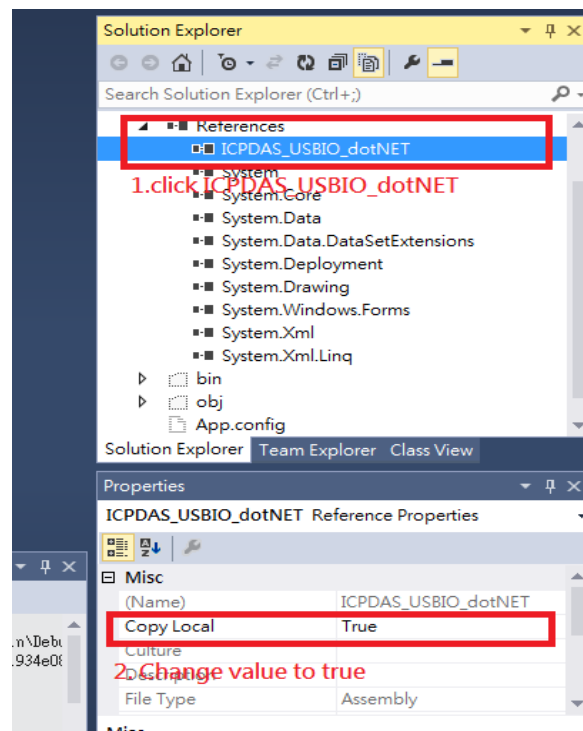 Solution Explorer
Search Solution Explorer (Ctrl+;)
References
ICPDAS_USBIO_dotNET
System
1.click ICPDAS_USBIO_dotNET
System.Core
System.Data
System.Data.DataSetExtensions
System.Deployment
System.Drawing
System.Windows.Forms
System.Xml
System.Xml.Linq
bin
obj
App.config
Solution Explorer Team Explorer Class View
Properties
ICPDAS_USBIO_dotNET Reference Properties
Misc
(Name) ICPDAS_USBIO_dotNET
Copy Local True
Culture
2. Change value to true
Description
File Type Assembly
Misc
.n\Debu
.934e08